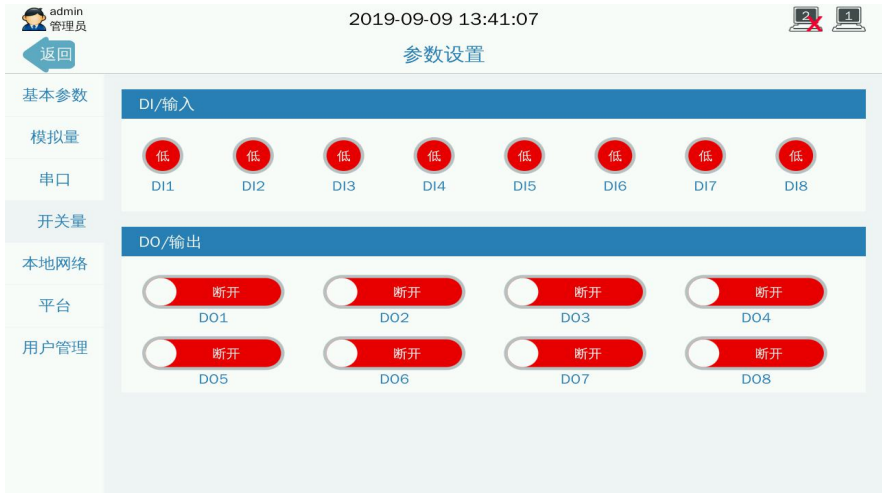 admin
管理员
2019-09-09 13:41:07
2
1
返回
参数设置
基本参数
模拟量
串口
开关量
本地网络
平台
用户管理
DI/输入
低 低 低 低 低 低 低 低
DI1 DI2 DI3 DI4 DI5 DI6 DI7 DI8
DO/输出
断开 断开 断开 断开
DO1 DO2 DO3 DO4
断开 断开 断开 断开
DO5 DO6 DO7 DO8